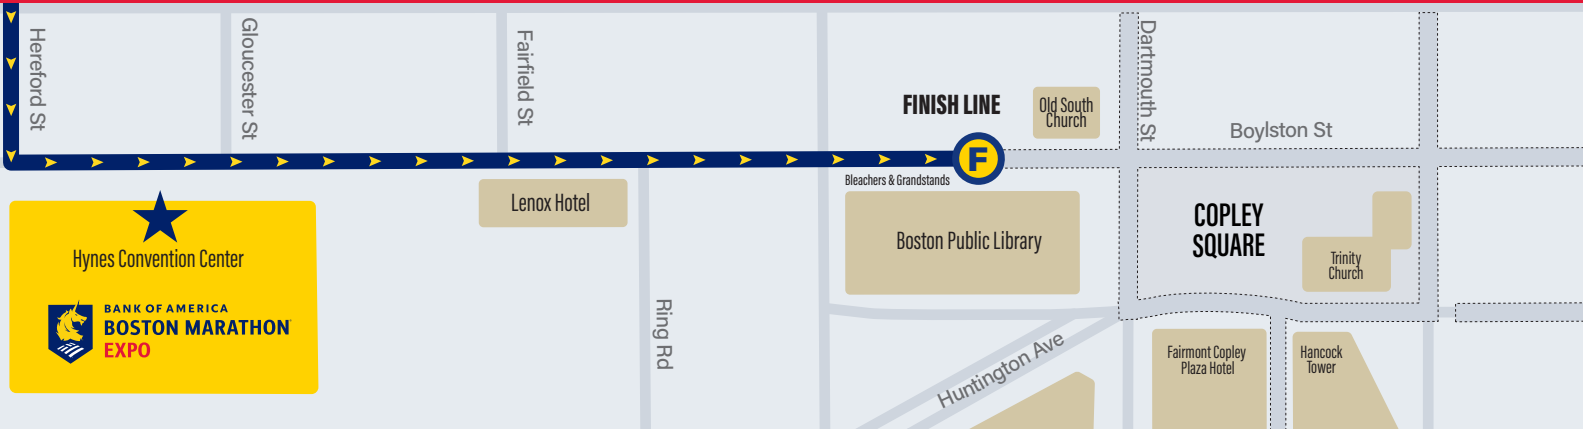 Hereford St
Gloucester St
Fairfield St
FINISH LINE
Old South
Church
Dartmouth St
Boylston St
F
Bleachers & Grandstands
Lenox Hotel
Boston Public Library
COPLEY
SQUARE
Trinity
Church
Hynes Convention Center
BANK OF AMERICA
BOSTON MARATHON
EXPO
Ring Rd
Huntington Ave
Fairmont Copley
Plaza Hotel
Hancock
Tower